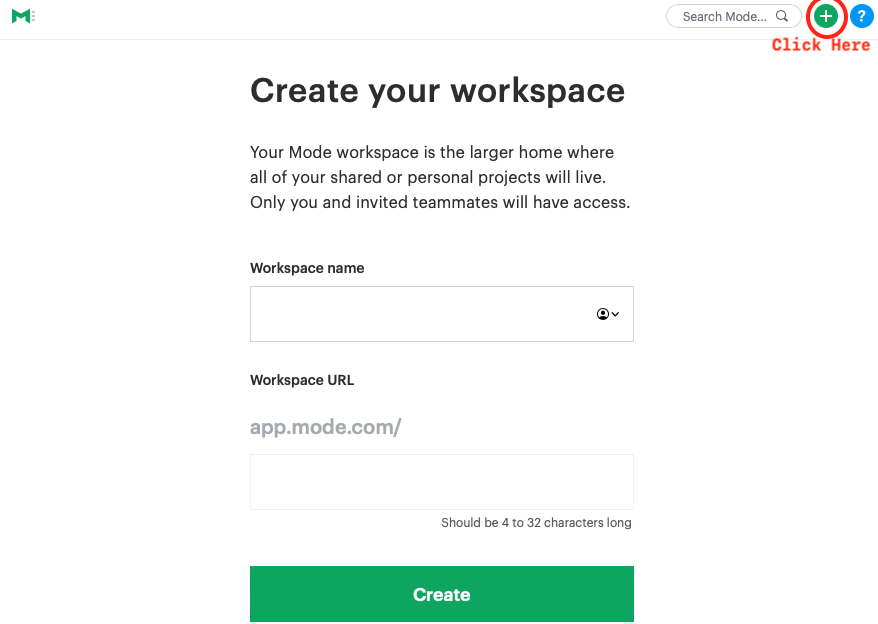 Search Mode...
+
?
Click Here
Create your workspace
Your Mode workspace is the larger home where
all of your shared or personal projects will live.
Only you and invited teammates will have access.
Workspace name
Workspace URL
app.mode.com/
Should be 4 to 32 characters long
Create